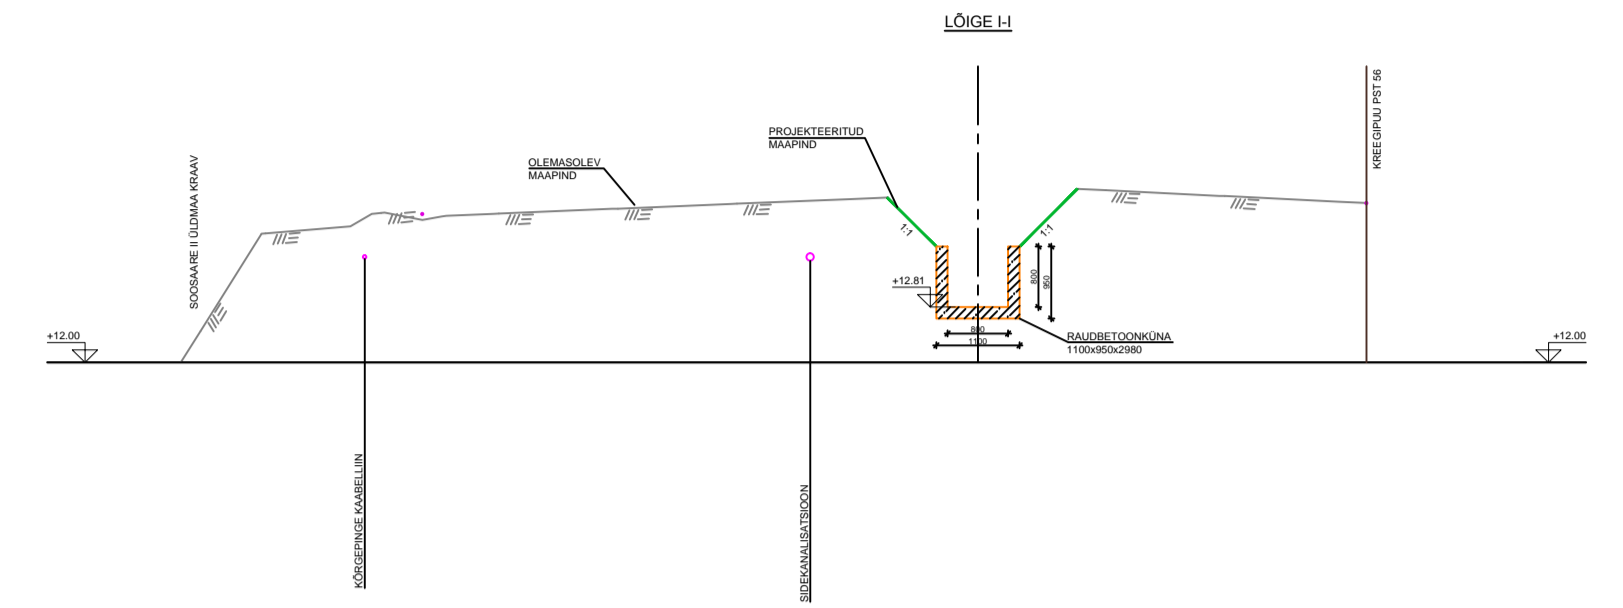 LÕIGE I-I
KREEGIPUU PST 56
PROJEKTEERITUD
MAAPIND
OLEMASOLEV
MAAPIND
SOOSAARE II ÜLDMAA KRAAV
1:1
1:1
+12.81
800
950
800
1100
RAUDBETOONKÜNA
1100x950x2980
+12.00
+12.00
KÕRGEPINGE KAABELLIIN
SIDEKANALISATSIOON